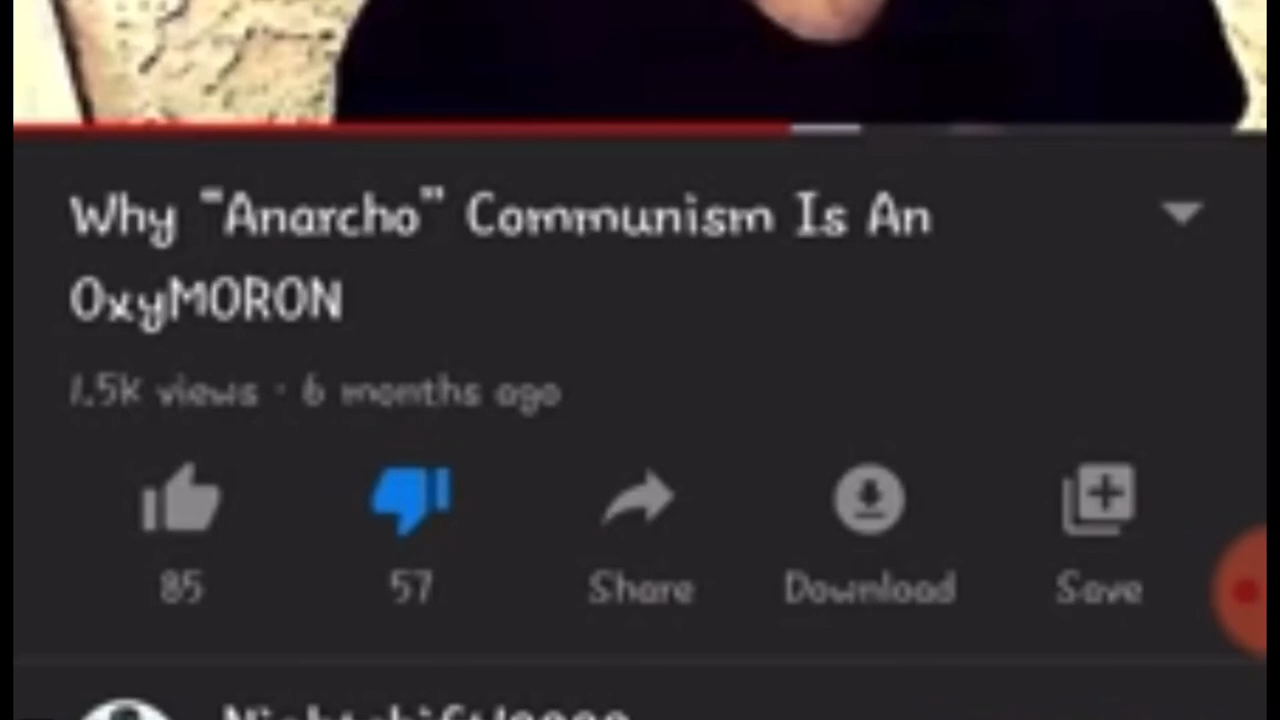 Why "Anarcho" Communism Is An
OxyMORON
1.5K views · 6 months ago
85
57
Share
Download
Save